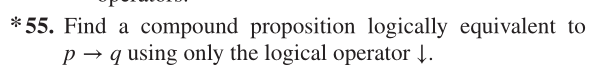 *55. Find a compound proposition logically equivalent to
p → q using only the logical operator ↓.